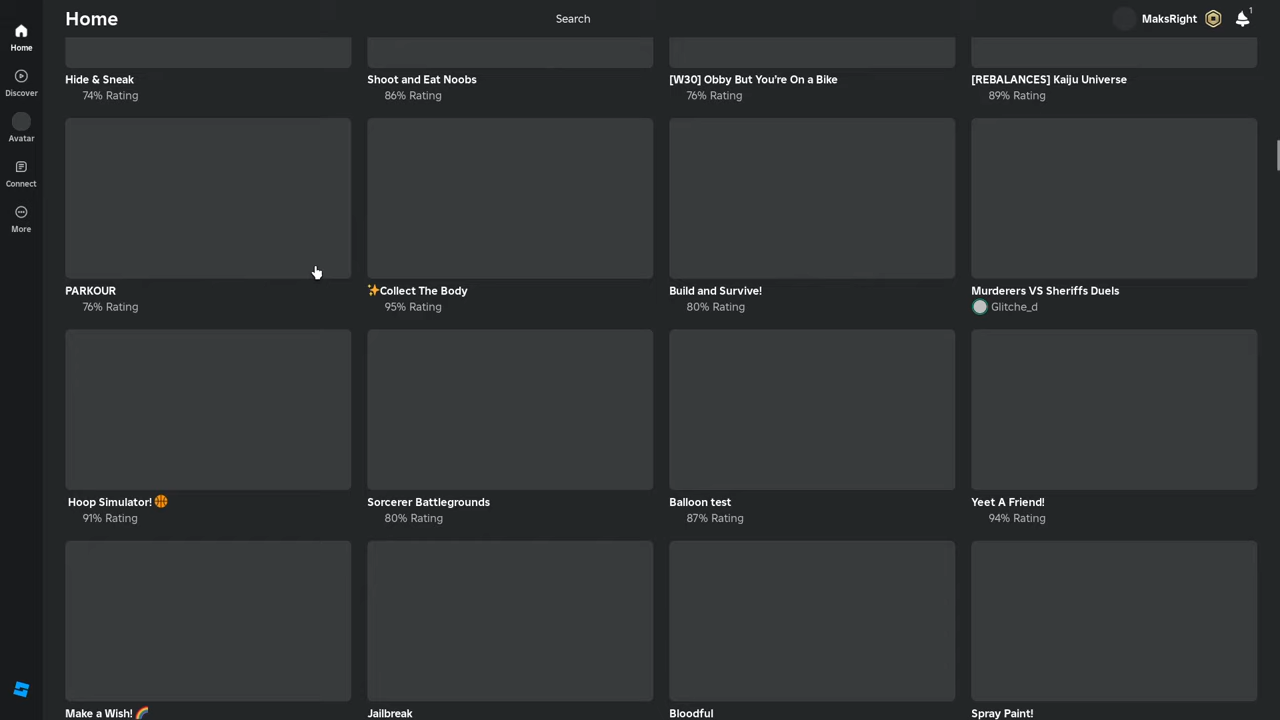 Home
Search
MaksRight
1
Home
Discover
Avatar
Connect
More
Hide & Sneak
74% Rating
Shoot and Eat Noobs
86% Rating
[W30] Obby But You're On a Bike
76% Rating
[REBALANCES] Kaiju Universe
89% Rating
PARKOUR
76% Rating
✨Collect The Body
95% Rating
Build and Survive!
80% Rating
Murderers VS Sheriffs Duels
Glitche_d
Hoop Simulator! 🏀
91% Rating
Sorcerer Battlegrounds
80% Rating
Balloon test
87% Rating
Yeet A Friend!
94% Rating
Make a Wish! 🌈
Jailbreak
Bloodful
Spray Paint!